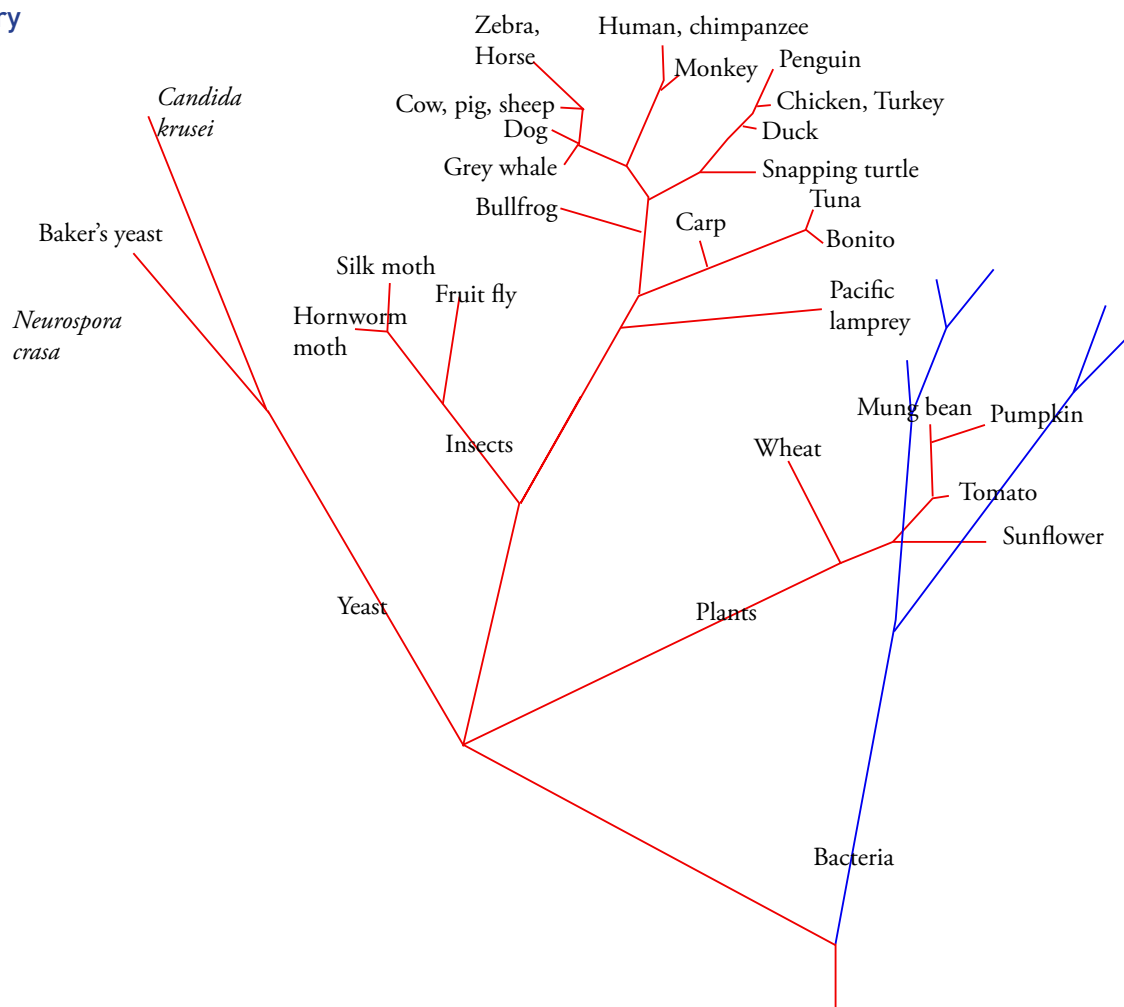 ry
Zebra,
Horse
Human, chimpanzee
Monkey
Penguin
Candida
krusei
Cow, pig, sheep
Chicken, Turkey
Dog
Duck
Grey whale
Snapping turtle
Bullfrog
Tuna
Carp
Bonito
Baker's yeast
Silk moth
Fruit fly
Pacific
lamprey
Neurospora
crasa
Hornworm
moth
Mung bean
Pumpkin
Insects
Wheat
Tomato
Sunflower
Yeast
Plants
Bacteria